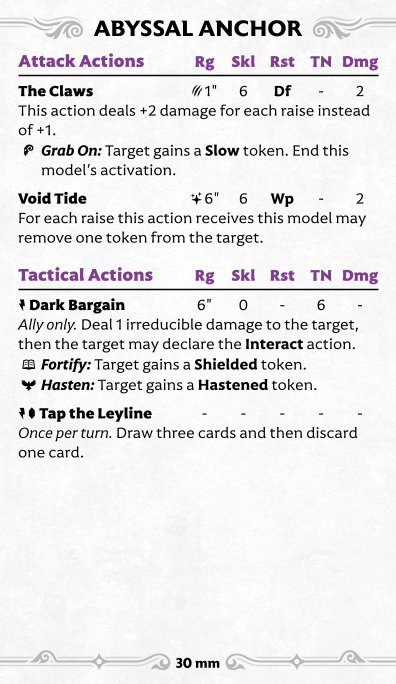 ABYSSAL ANCHOR
Attack Actions Rg Skl Rst TN Dmg
The Claws 1" 6 Df - 2
This action deals +2 damage for each raise instead
of +1.
Grab On: Target gains a Slow token. End this
model's activation.
Void Tide 6" 6 Wp - 2
For each raise this action receives this model may
remove one token from the target.
Tactical Actions Rg Skl Rst TN Dmg
Dark Bargain 6" 0 - 6 -
Ally only. Deal 1 irreducible damage to the target,
then the target may declare the Interact action.
Fortify: Target gains a Shielded token.
Hasten: Target gains a Hastened token.
Tap the Leyline - - - - -
Once per turn. Draw three cards and then discard
one card.
30 mm